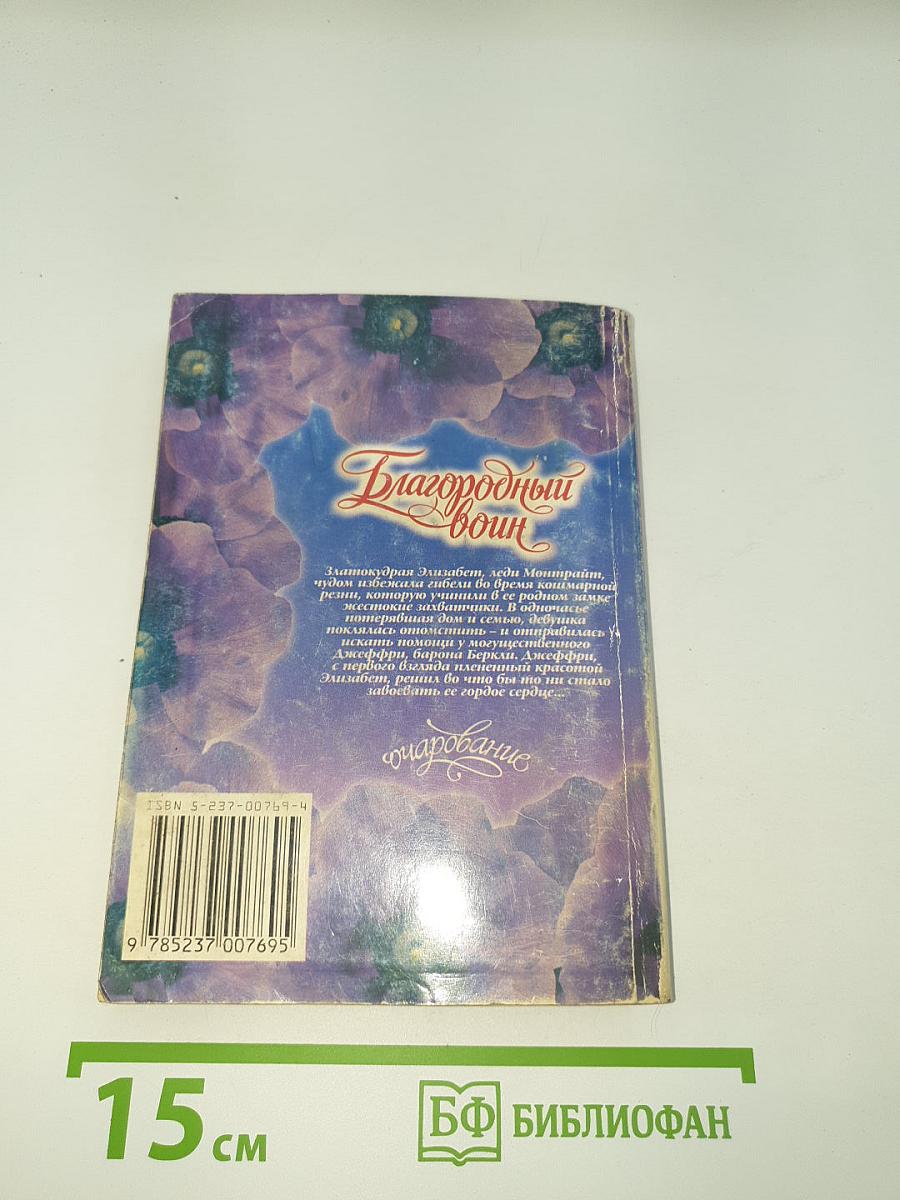 Благородный
воин
Златокудрая Элизабет, леди Монтрайт,
чудом избежала гибели во время кошмарной
резни, которую учинили в ее родном замке
жестокие захватчики. В одночасье
потерявшая дом и семью, девушка
поклялась отомстить – и отправилась
искать помощи у могущественного
Джеффри, барона Беркли. Джеффри,
с первого взгляда плененный красотой
Элизабет, решил во что бы то ни стало
завоевать ее гордое сердце...
очарование
ISBN 5-237-00769-4
9 785237 007695
15 см
БФ БИБЛИОФАН